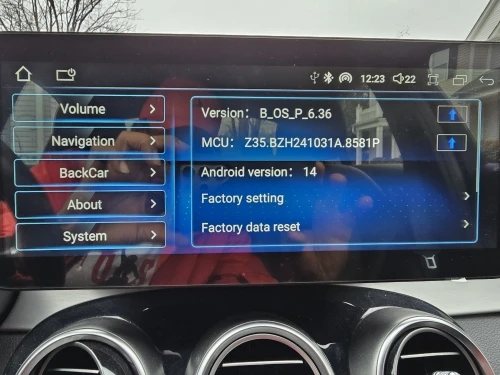 12:23 22
Volume
Navigation
BackCar
About
System
Version: B_OS_P_6.36
MCU: Z35.BZH241031A.8581P
Android version: 14
Factory setting
Factory data reset